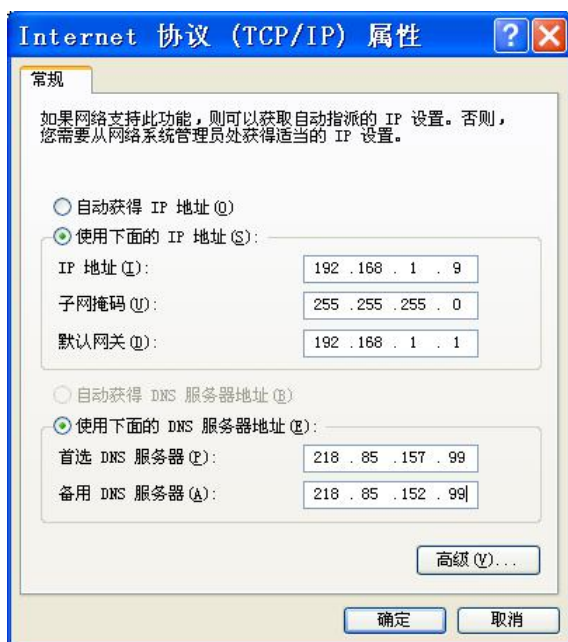 Internet 协议 (TCP/IP) 属性
常规
如果网络支持此功能，则可以获取自动指派的 IP 设置。否则，
您需要从网络系统管理员处获得适当的 IP 设置。
自动获得 IP 地址(O)
使用下面的 IP 地址(S):
IP 地址(I): 192 .168 . 1 . 9
子网掩码(U): 255 .255 .255 . 0
默认网关(D): 192 .168 . 1 . 1
自动获得 DNS 服务器地址(B)
使用下面的 DNS 服务器地址(E):
首选 DNS 服务器(P): 218 . 85 .157 . 99
备用 DNS 服务器(A): 218 . 85 .152 . 99
高级(V)...
确定 取消